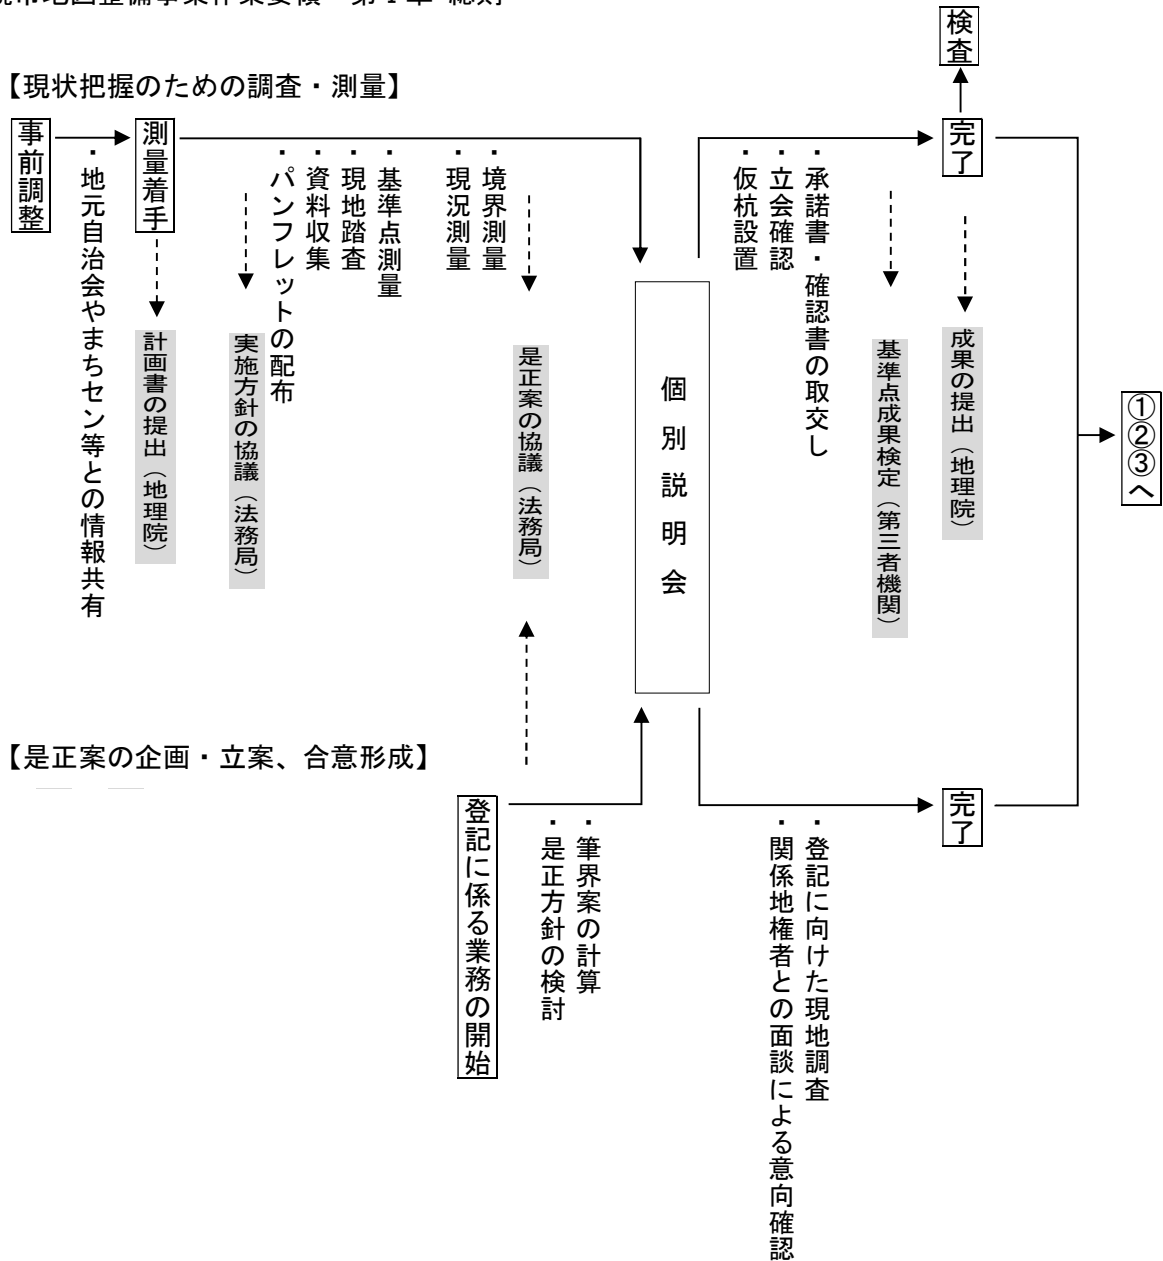 市地図整備事業作業要領 第1章 総則
【現状把握のための調査・測量】
事前調整
・地元自治会やまちセン等との情報共有
測量着手
計画書の提出（地理院）
実施方針の協議（法務局）
・パンフレットの配布
・資料収集
・現地踏査
・基準点測量
・現況測量
・境界測量
是正案の協議（法務局）
個別説明会
・仮杭設置
・立会確認
・承諾書・確認書の取交し
基準点成果検定（第三者機関）
完了
検査
成果の提出（地理院）
①②③へ
【是正案の企画・立案、合意形成】
登記に係る業務の開始
・是正方針の検討
・筆界案の計算
・関係地権者との面談による意向確認
・登記に向けた現地調査
完了